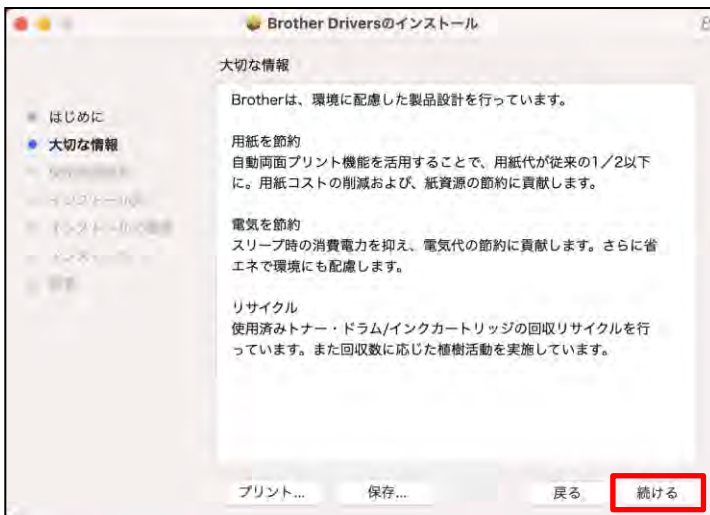 Brother Driversのインストール
大切な情報
はじめに
大切な情報
Brotherは、環境に配慮した製品設計を行っています。
用紙を節約
自動両面プリント機能を活用することで、用紙代が従来の1／2以下
に。用紙コストの削減および、紙資源の節約に貢献します。
電気を節約
スリープ時の消費電力を抑え、電気代の節約に貢献します。さらに省
エネで環境にも配慮します。
リサイクル
使用済みトナー・ドラム/インクカートリッジの回収リサイクルを行
っています。また回収数に応じた植樹活動を実施しています。
プリント... 保存... 戻る 続ける